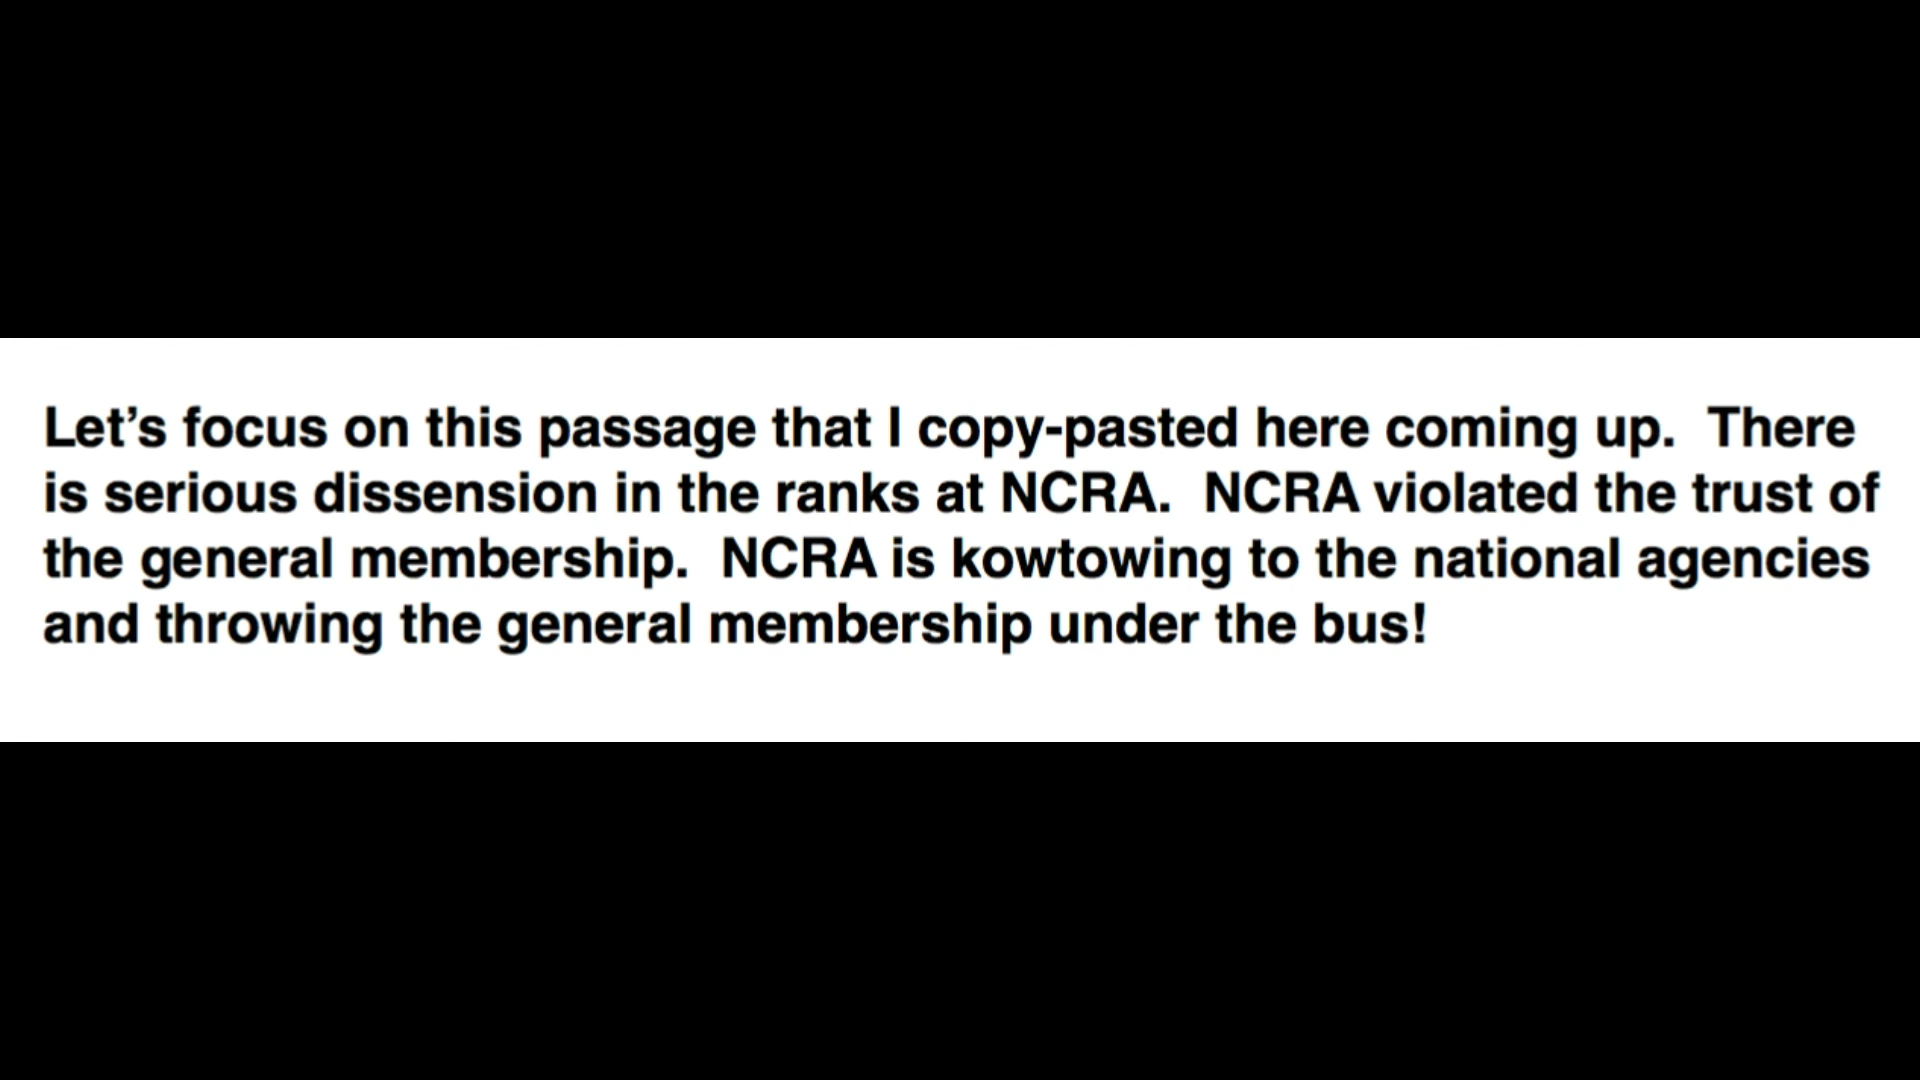 Let’s focus on this passage that I copy-pasted here coming up.  There
is serious dissension in the ranks at NCRA.  NCRA violated the trust of
the general membership.  NCRA is kowtowing to the national agencies
and throwing the general membership under the bus!